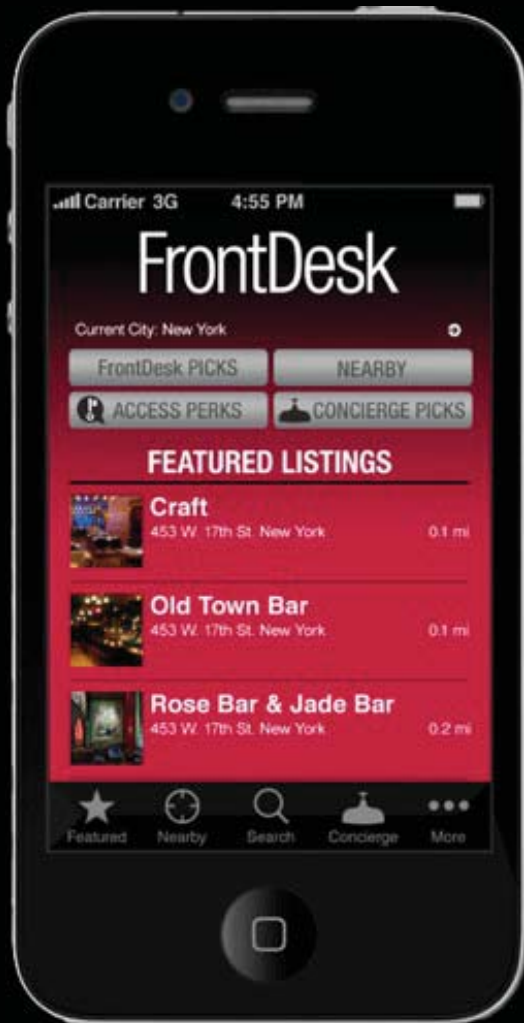 Carrier 3G 4:55 PM
FrontDesk
Current City: New York
FrontDesk PICKS NEARBY
ACCESS PERKS CONCIERGE PICKS
FEATURED LISTINGS
Craft
453 W. 17th St. New York 0.1 mi
Old Town Bar
453 W. 17th St. New York 0.1 mi
Rose Bar & Jade Bar
453 W. 17th St. New York 0.2 mi
Featured Nearby Search Concierge More